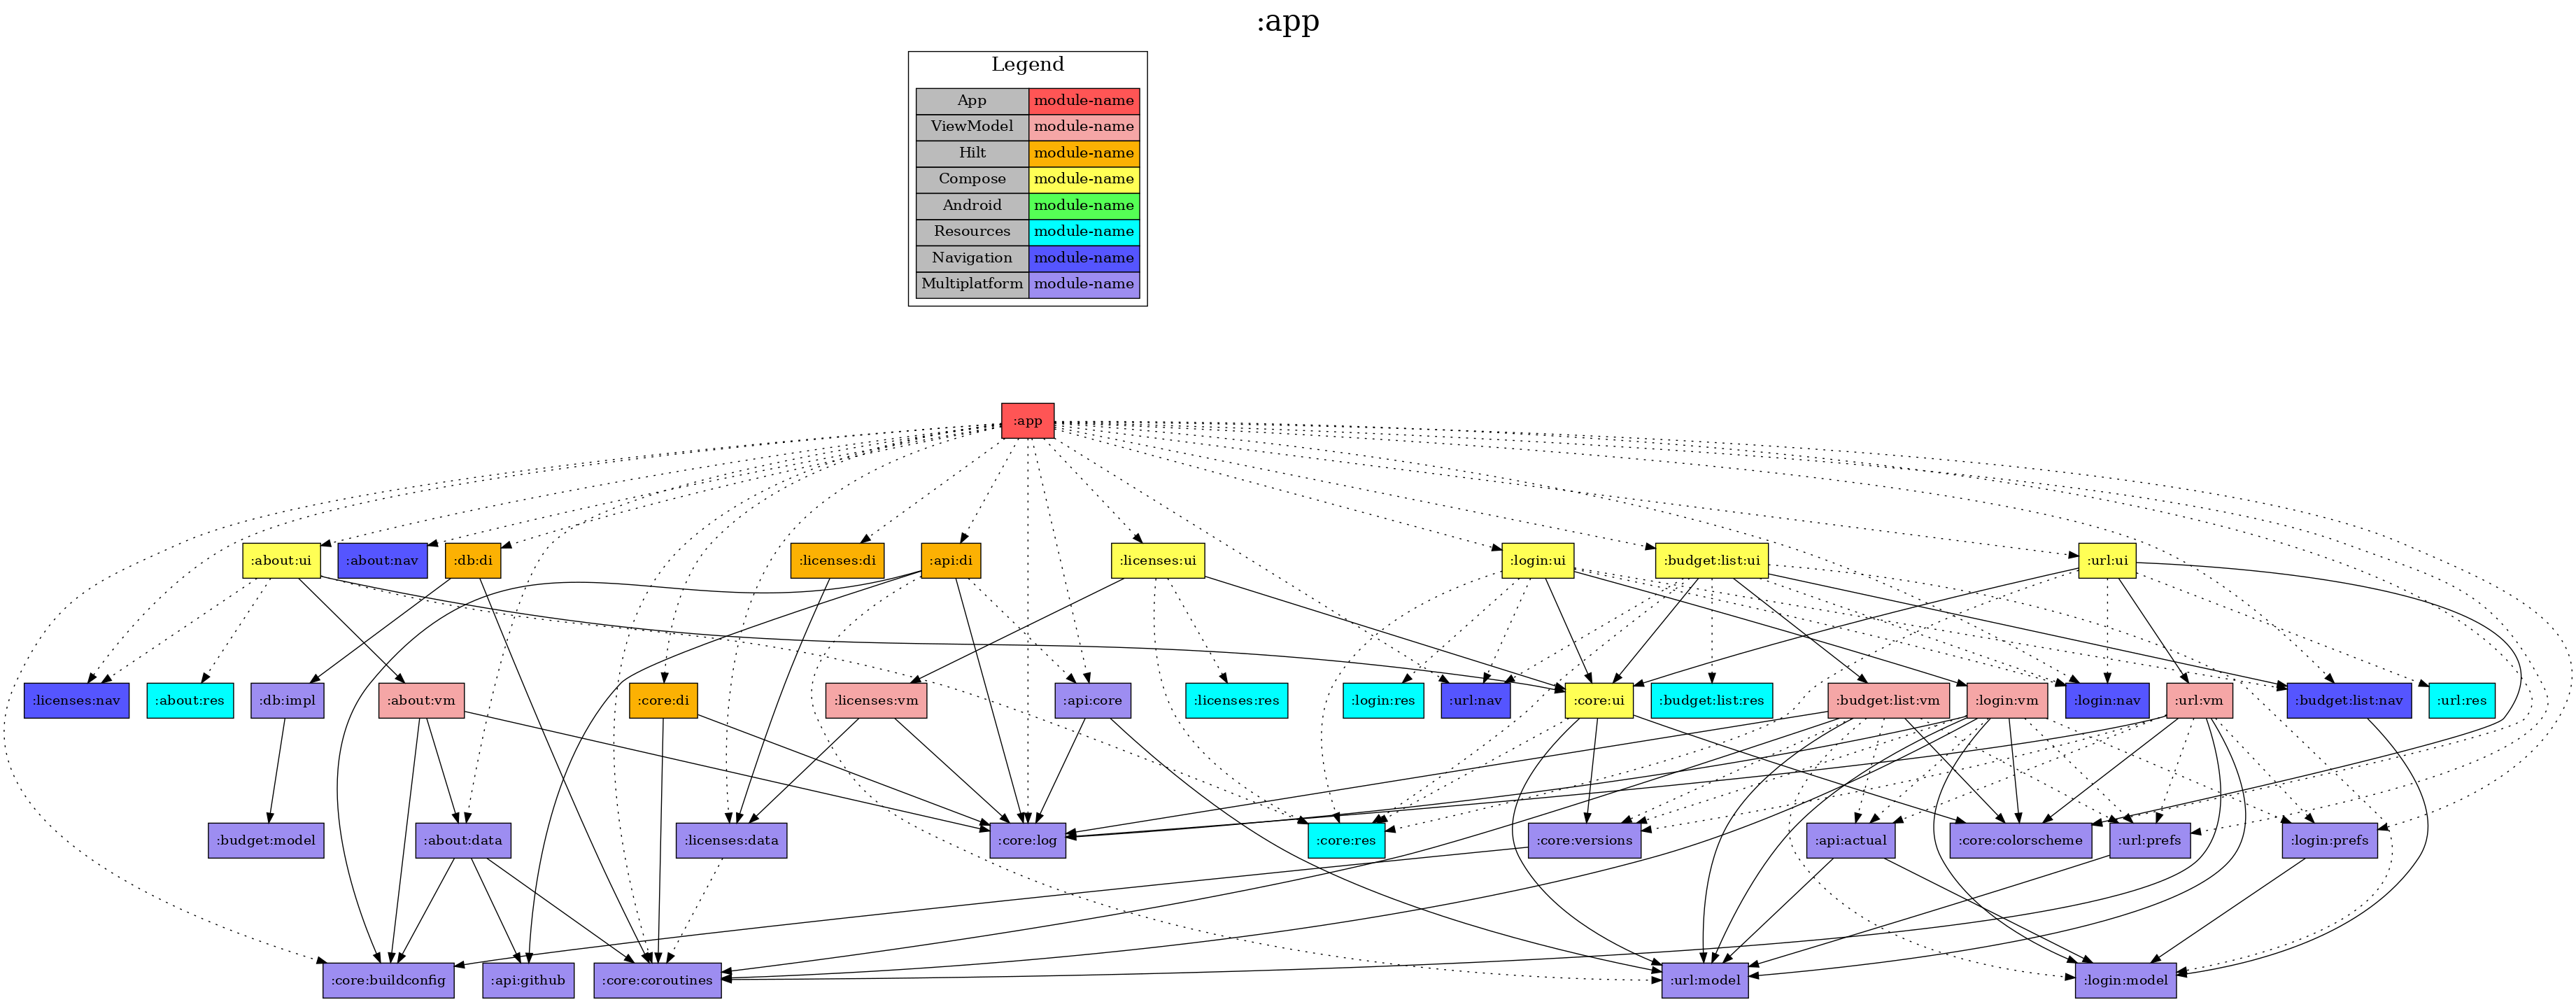 :app
Legend
App module-name
ViewModel module-name
Hilt module-name
Compose module-name
Android module-name
Resources module-name
Navigation module-name
Multiplatform module-name
:app
:about:ui
:about:nav
:db:di
:licenses:di
:api:di
:licenses:ui
:login:ui
:budget:list:ui
:url:ui
:licenses:nav
:about:res
:db:impl
:about:vm
:core:di
:licenses:vm
:api:core
:licenses:res
:login:res
:url:nav
:core:ui
:budget:list:res
:budget:list:vm
:login:vm
:login:nav
:url:vm
:budget:list:nav
:url:res
:budget:model
:about:data
:licenses:data
:core:log
:core:res
:core:versions
:api:actual
:core:colorscheme
:url:prefs
:login:prefs
:core:buildconfig
:api:github
:core:coroutines
:url:model
:login:model